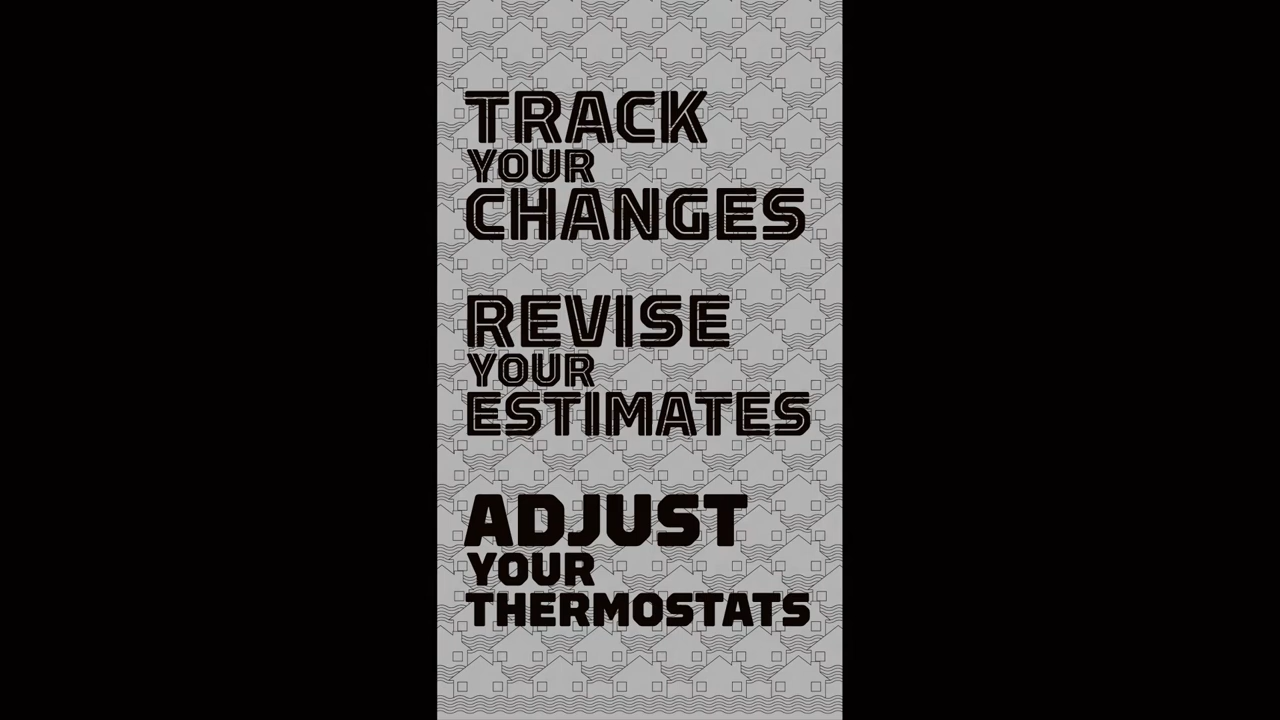 TRACK
YOUR
CHANGES
REVISE
YOUR
ESTIMATES
ADJUST
YOUR
THERMOSTATS